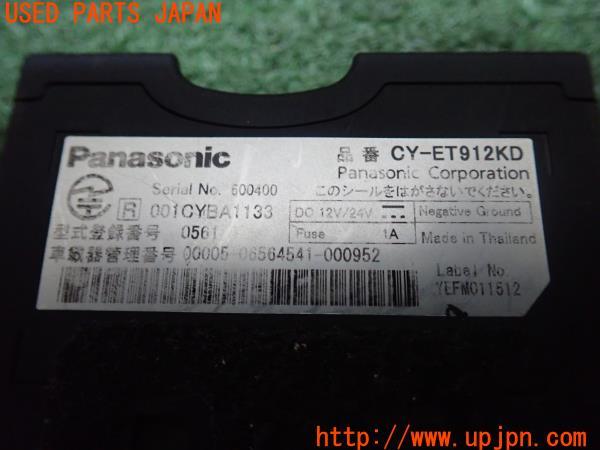 USED PARTS JAPAN
Panasonic
品番 CY-ET912KD
Panasonic Corporation
Serial No. 600400
このシールをはがさないでください。
R 001CYBA1133
DC 12V/24V
Negative Ground
Fuse 1A
Made in Thailand
型式登録番号 0561
車載器管理番号 00005-06564541-000952
Label No.
YEFM011512
http://www.upjpn.com/